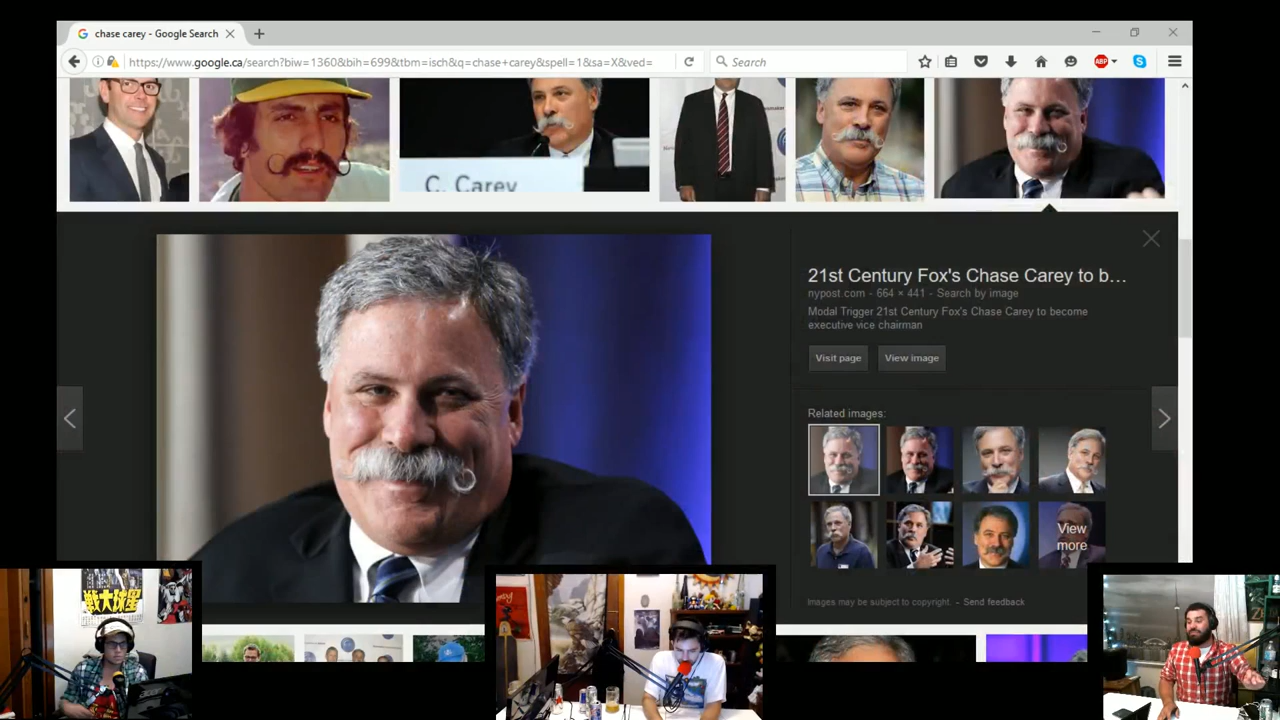 chase carey - Google Search
https://www.google.ca/search?biw=1360&bih=699&tbm=isch&q=chase+carey&spell=1&sa=X&ved=
Search
ABP
C. Carey
21st Century Fox's Chase Carey to b...
nypost.com - 664 × 441 - Search by image
Modal Trigger 21st Century Fox's Chase Carey to become
executive vice chairman
Visit page
View image
Related images:
View
more
Images may be subject to copyright. - Send feedback